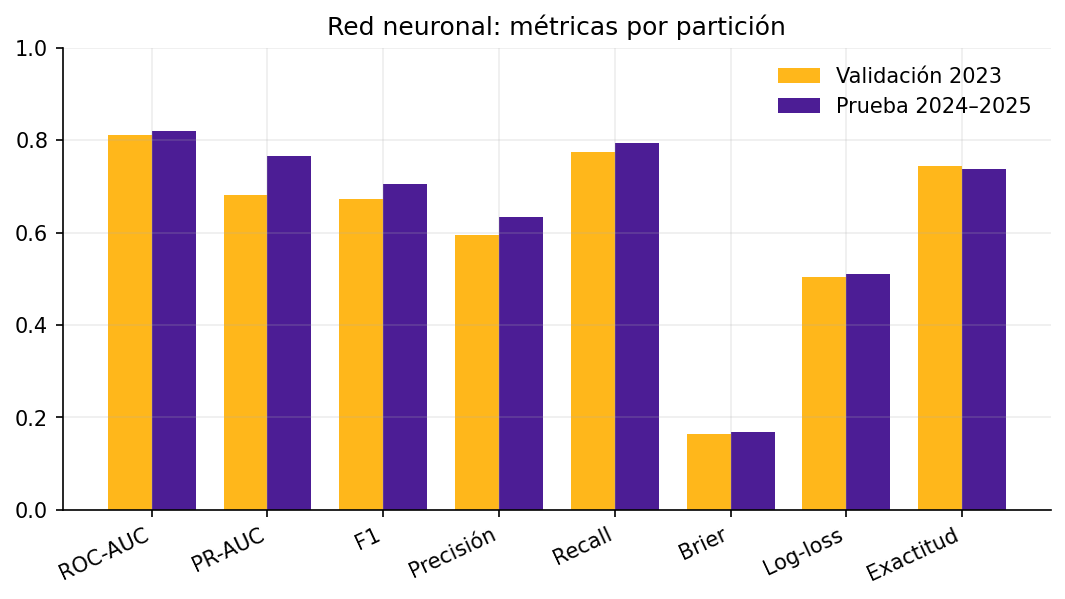 Red neuronal: métricas por partición
Validación 2023
Prueba 2024–2025
1.0
0.8
0.6
0.4
0.2
0.0
ROC-AUC
PR-AUC
F1
Precisión
Recall
Brier
Log-loss
Exactitud